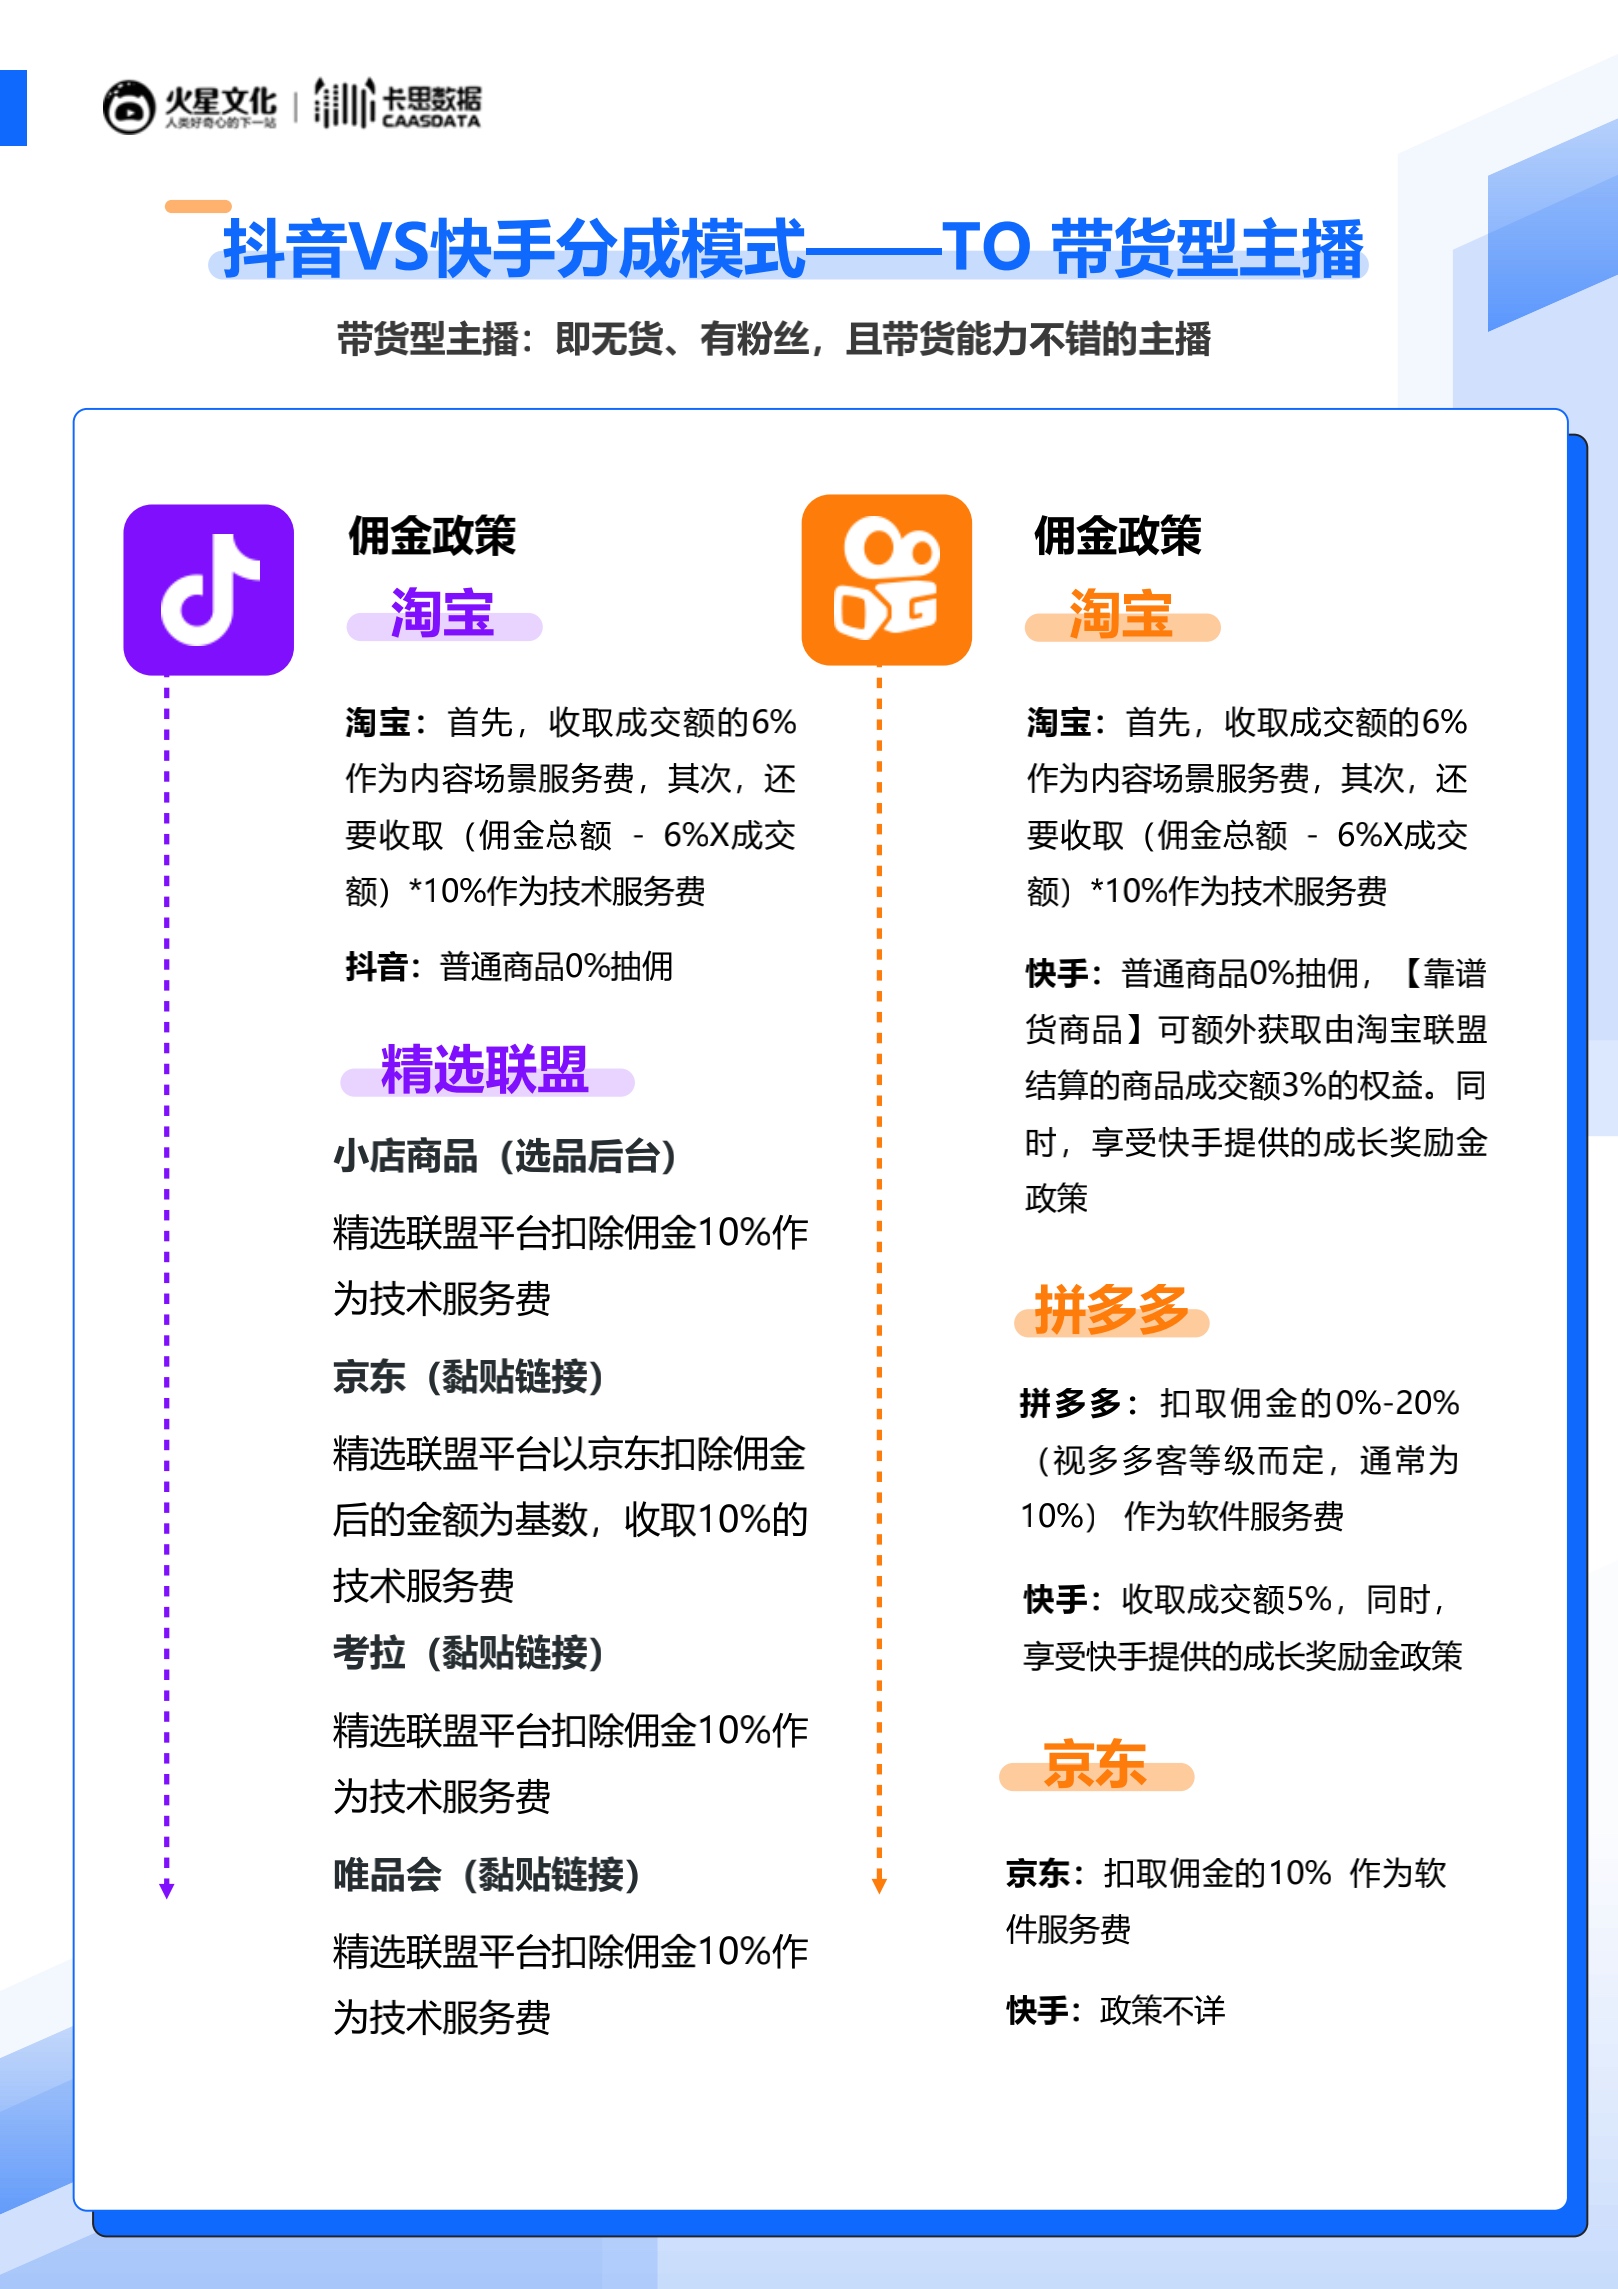 火星文化
人类好奇心的下一站
卡思数据
CAASDATA
抖音VS快手分成模式——TO 带货型主播
带货型主播：即无货、有粉丝，且带货能力不错的主播
佣金政策
淘宝
淘宝：首先，收取成交额的6%
作为内容场景服务费，其次，还
要收取（佣金总额 - 6%X成交
额）*10%作为技术服务费
抖音：普通商品0%抽佣
精选联盟
小店商品（选品后台）
精选联盟平台扣除佣金10%作
为技术服务费
京东（黏贴链接）
精选联盟平台以京东扣除佣金
后的金额为基数，收取10%的
技术服务费
考拉（黏贴链接）
精选联盟平台扣除佣金10%作
为技术服务费
唯品会（黏贴链接）
精选联盟平台扣除佣金10%作
为技术服务费
佣金政策
淘宝
淘宝：首先，收取成交额的6%
作为内容场景服务费，其次，还
要收取（佣金总额 - 6%X成交
额）*10%作为技术服务费
快手：普通商品0%抽佣，【靠谱
货商品】可额外获取由淘宝联盟
结算的商品成交额3%的权益。同
时，享受快手提供的成长奖励金
政策
拼多多
拼多多：扣取佣金的0%-20%
（视多多客等级而定，通常为
10%） 作为软件服务费
快手：收取成交额5%，同时，
享受快手提供的成长奖励金政策
京东
京东：扣取佣金的10% 作为软
件服务费
快手：政策不详